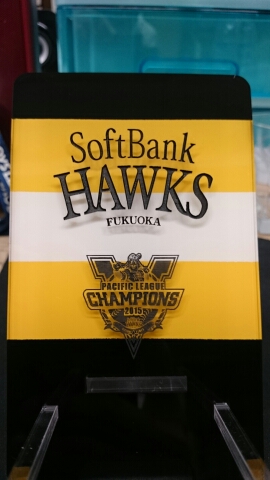 SoftBank
HAWKS
FUKUOKA
V
PACIFIC LEAGUE
CHAMPIONS
2015